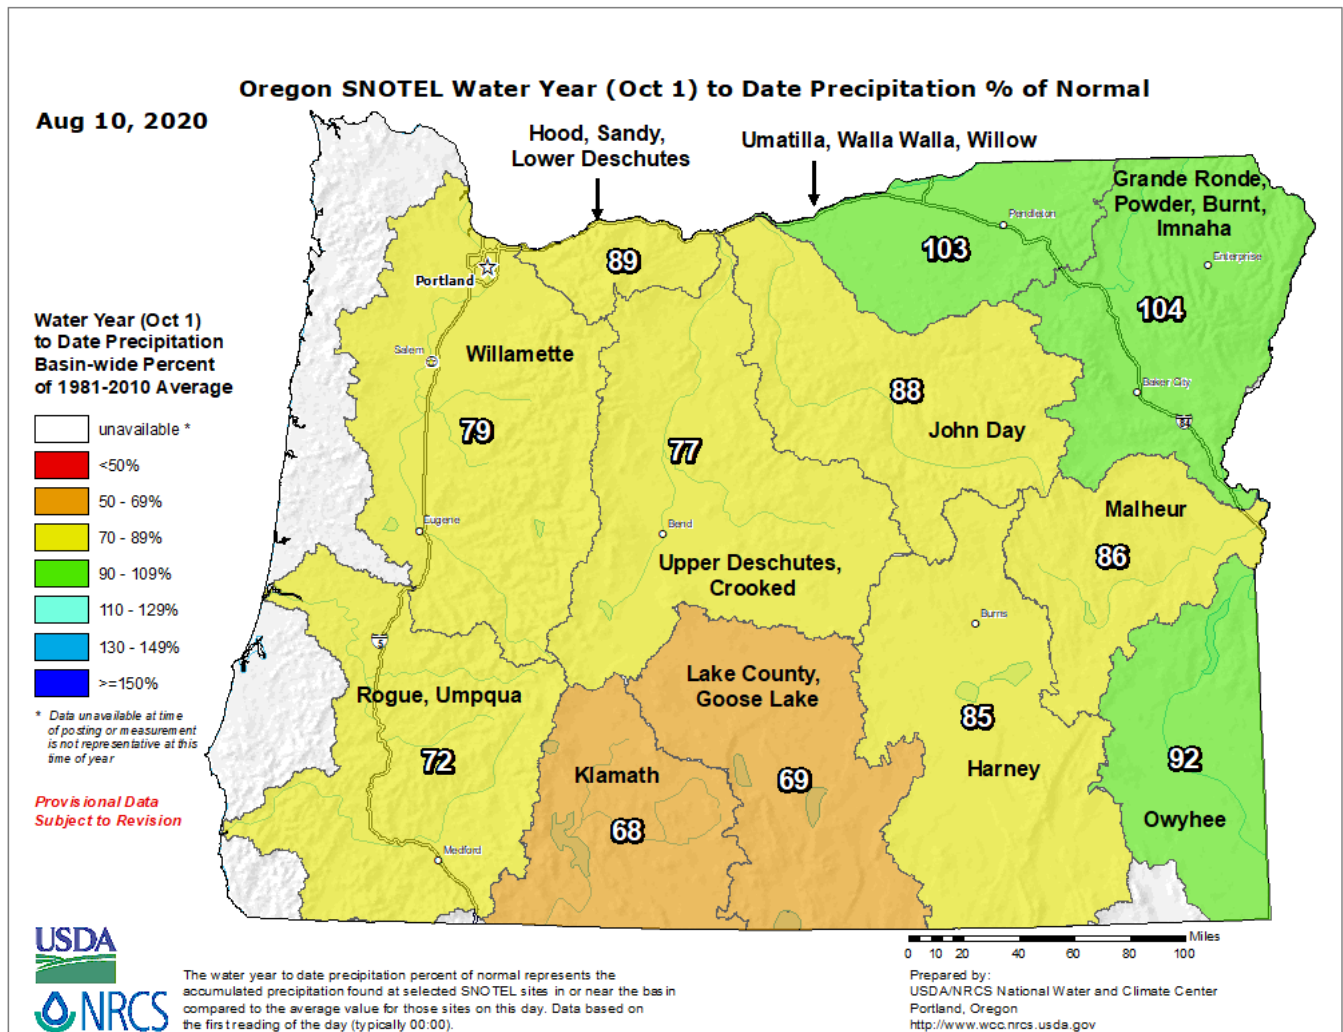 Oregon SNOTEL Water Year (Oct 1) to Date Precipitation % of Normal
Aug 10, 2020
Hood, Sandy,
Lower Deschutes
Umatilla, Walla Walla, Willow
Grande Ronde,
Powder, Burnt,
Imnaha
Pendleton
Enterprise
103
89
Portland
104
Water Year (Oct 1)
to Date Precipitation
Basin-wide Percent
of 1981-2010 Average
Salem
Willamette
Baker City
88
84
John Day
79
77
unavailable *
<50%
50 - 69%
70 - 89%
90 - 109%
110 - 129%
130 - 149%
>=150%
Malheur
86
Eugene
Bend
Upper Deschutes,
Crooked
Burns
5
Lake County,
Goose Lake
Rogue, Umpqua
85
* Data unavailable at time
of posting or measurement
is not representative at this
time of year
72
Klamath
69
Harney
92
Provisional Data
Subject to Revision
68
Owyhee
Medford
USDA
NRCS
Miles
0 10 20 40 60 80 100
The water year to date precipitation percent of normal represents the
accumulated precipitation found at selected SNOTEL sites in or near the basin
compared to the average value for those sites on this day. Data based on
the first reading of the day (typically 00:00).
Prepared by:
USDA/NRCS National Water and Climate Center
Portland, Oregon
http://www.wcc.nrcs.usda.gov